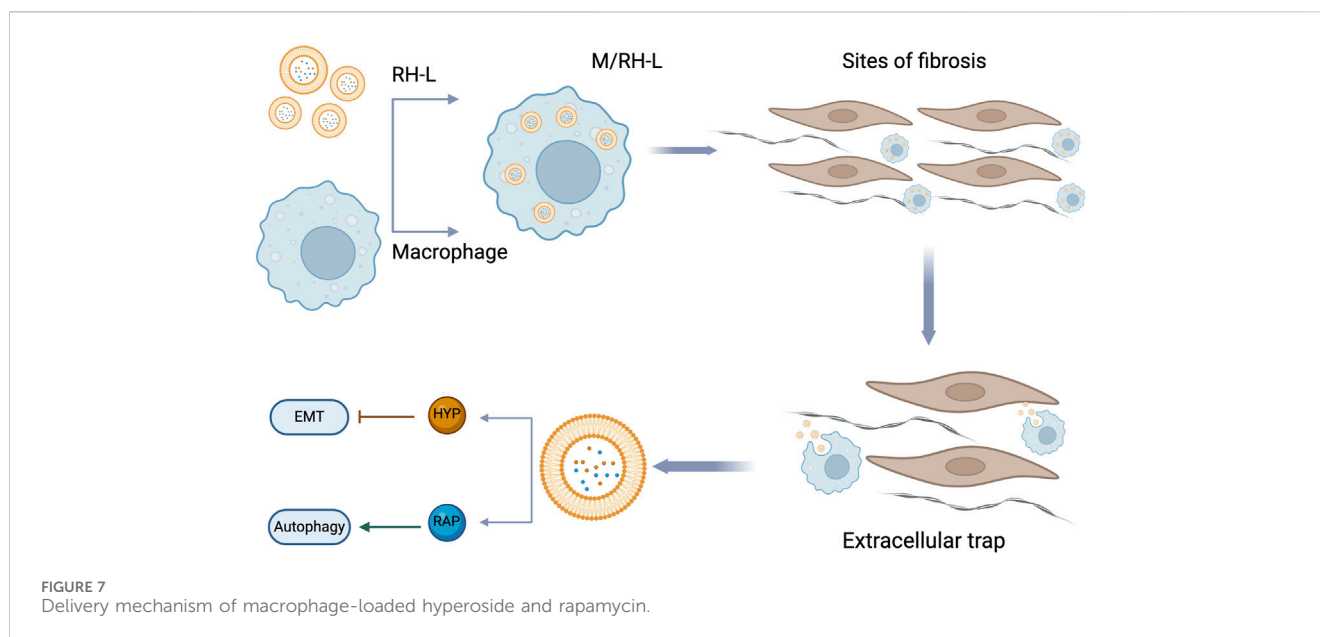 RH-L
M/RH-L
Sites of fibrosis
Macrophage
EMT
HYP
Autophagy
RAP
Extracellular trap
FIGURE 7
Delivery mechanism of macrophage-loaded hyperoside and rapamycin.